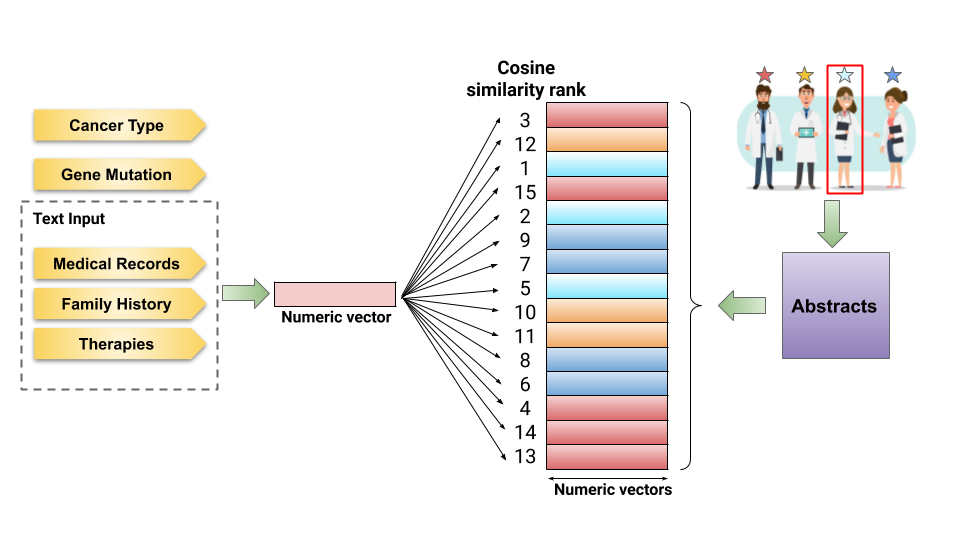 Cancer Type
Gene Mutation
Text Input
Medical Records
Family History
Therapies
Numeric vector
Cosine
similarity rank
3
12
1
15
2
9
7
5
10
11
8
6
4
14
13
Numeric vectors
Abstracts